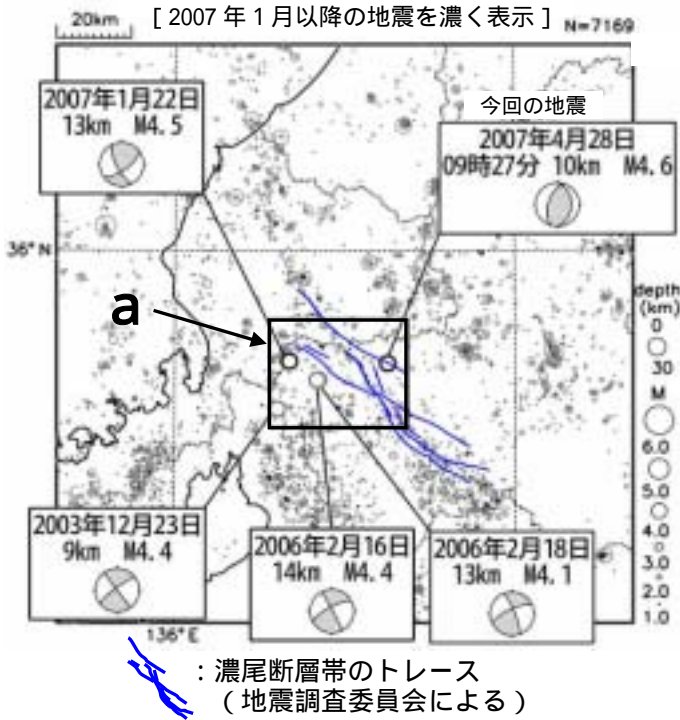 [ 2007 年 1 月以降の地震を濃く表示 ]
20km
N=7169
2007年1月22日
13km M4.5
今回の地震
2007年4月28日
09時27分 10km M4.6
36°N
a
depth
(km)
0
30
M
6.0
5.0
4.0
3.0
2.0
1.0
2003年12月23日
9km M4.4
2006年2月16日
14km M4.4
2006年2月18日
13km M4.1
136°E
：濃尾断層帯のトレース
（地震調査委員会による）